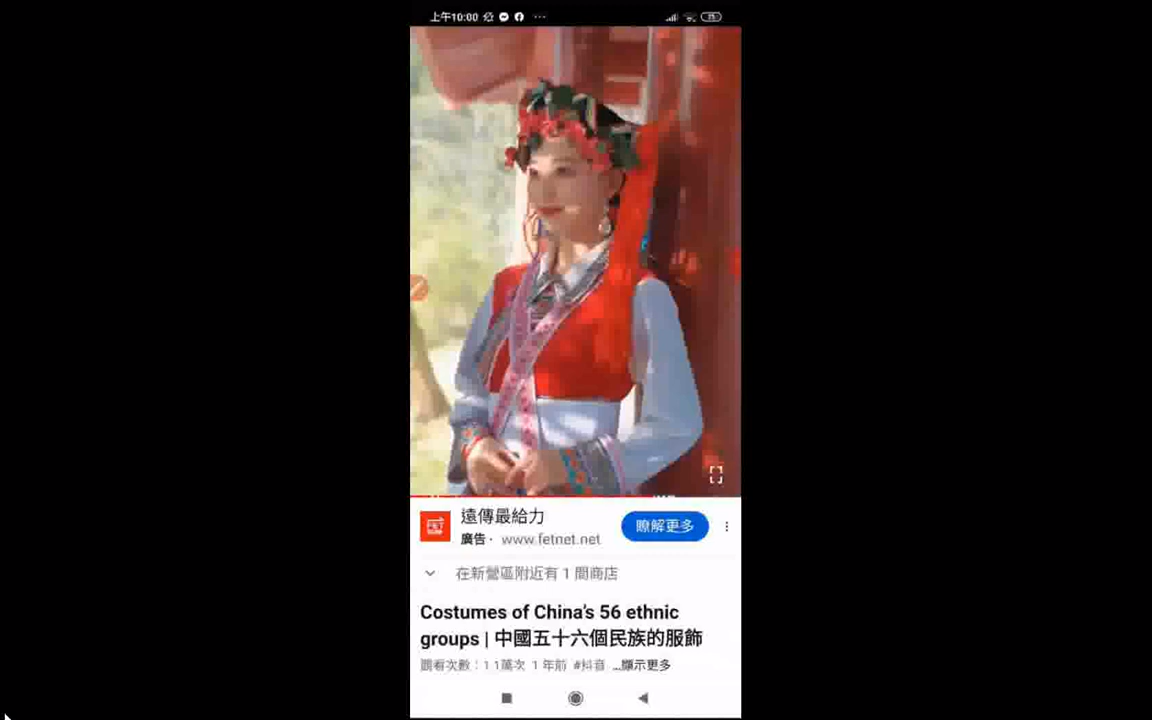 上午10:00
遠傳最給力
廣告 · www.fetnet.net
瞭解更多
在新營區附近有 1 間商店
Costumes of China's 56 ethnic
groups | 中國五十六個民族的服飾
觀看次數：1 1萬次 1 年前 #抖音 ...顯示更多